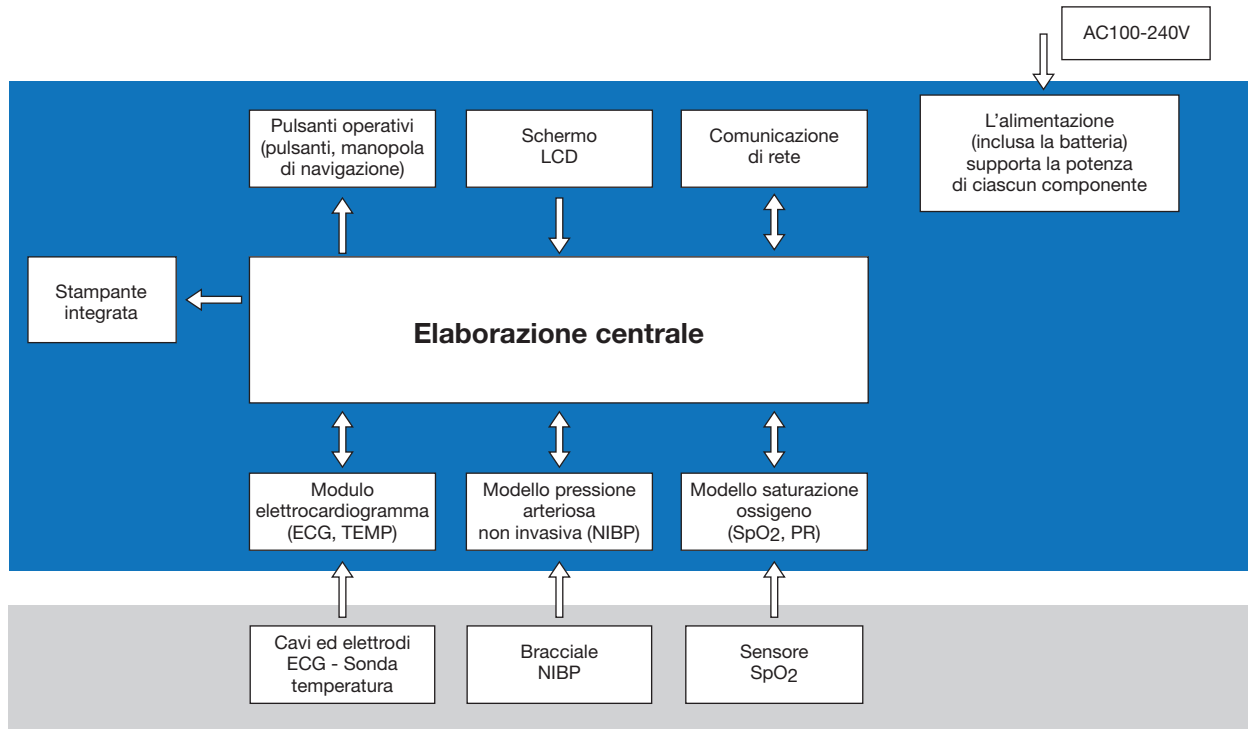 AC100-240V
Pulsanti operativi
(pulsanti, manopola
di navigazione)
Schermo
LCD
Comunicazione
di rete
L'alimentazione
(inclusa la batteria)
supporta la potenza
di ciascun componente
Stampante
integrata
Elaborazione centrale
Modulo
elettrocardiogramma
(ECG, TEMP)
Modello pressione
arteriosa
non invasiva (NIBP)
Modello saturazione
ossigeno
(SpO2, PR)
Cavi ed elettrodi
ECG - Sonda
temperatura
Bracciale
NIBP
Sensore
SpO2